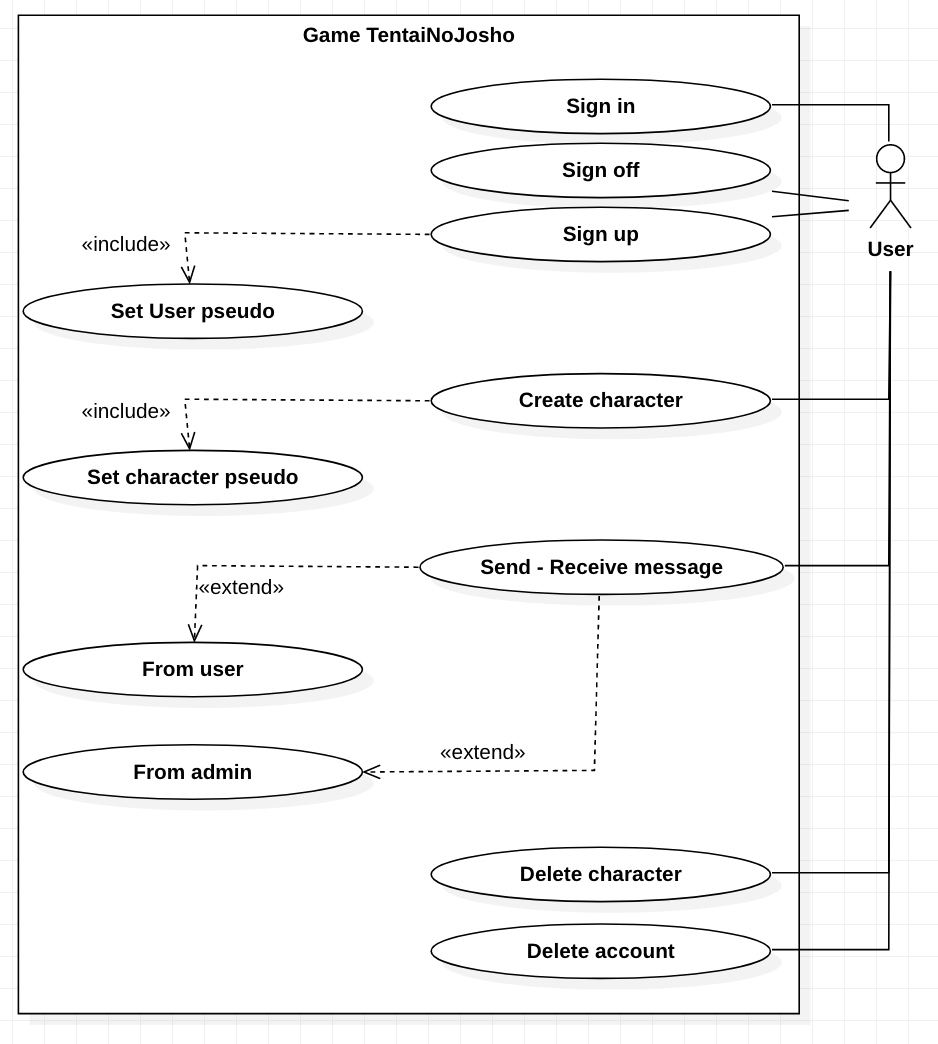 Game TentaiNoJosho
Sign in
Sign off
Sign up
User
«include»
Set User pseudo
Create character
«include»
Set character pseudo
Send - Receive message
«extend»
From user
«extend»
From admin
Delete character
Delete account